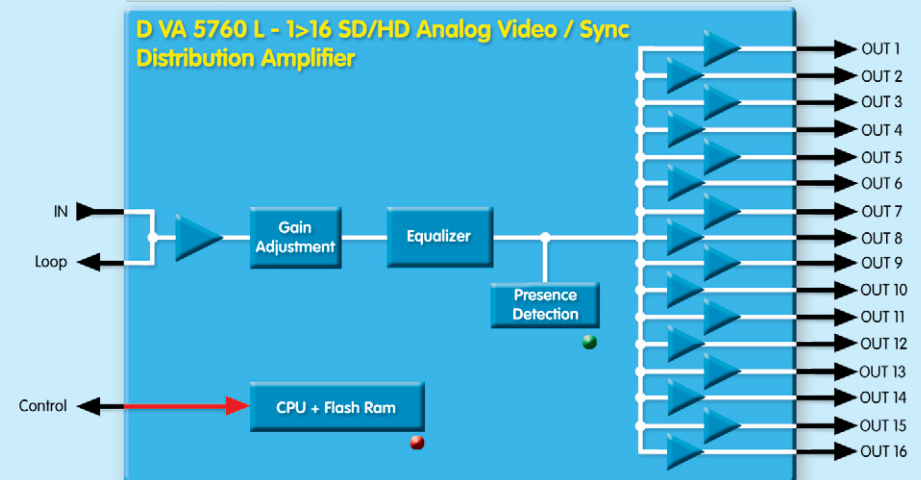 D VA 5760 L - 1>16 SD/HD Analog Video / Sync
Distribution Amplifier
IN
Loop
Gain
Adjustment
Equalizer
Presence
Detection
Control
CPU + Flash Ram
OUT 1
OUT 2
OUT 3
OUT 4
OUT 5
OUT 6
OUT 7
OUT 8
OUT 9
OUT 10
OUT 11
OUT 12
OUT 13
OUT 14
OUT 15
OUT 16